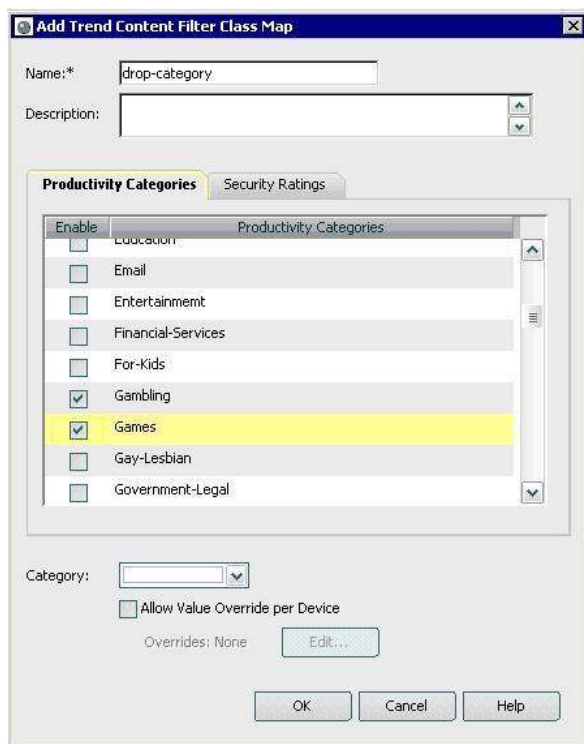 Add Trend Content Filter Class Map
Name:* drop-category
Description:
Productivity Categories Security Ratings
Enable Productivity Categories
Education
Email
Entertainmemt
Financial-Services
For-Kids
Gambling
Games
Gay-Lesbian
Government-Legal
Category:
Allow Value Override per Device
Overrides: None Edit...
OK Cancel Help